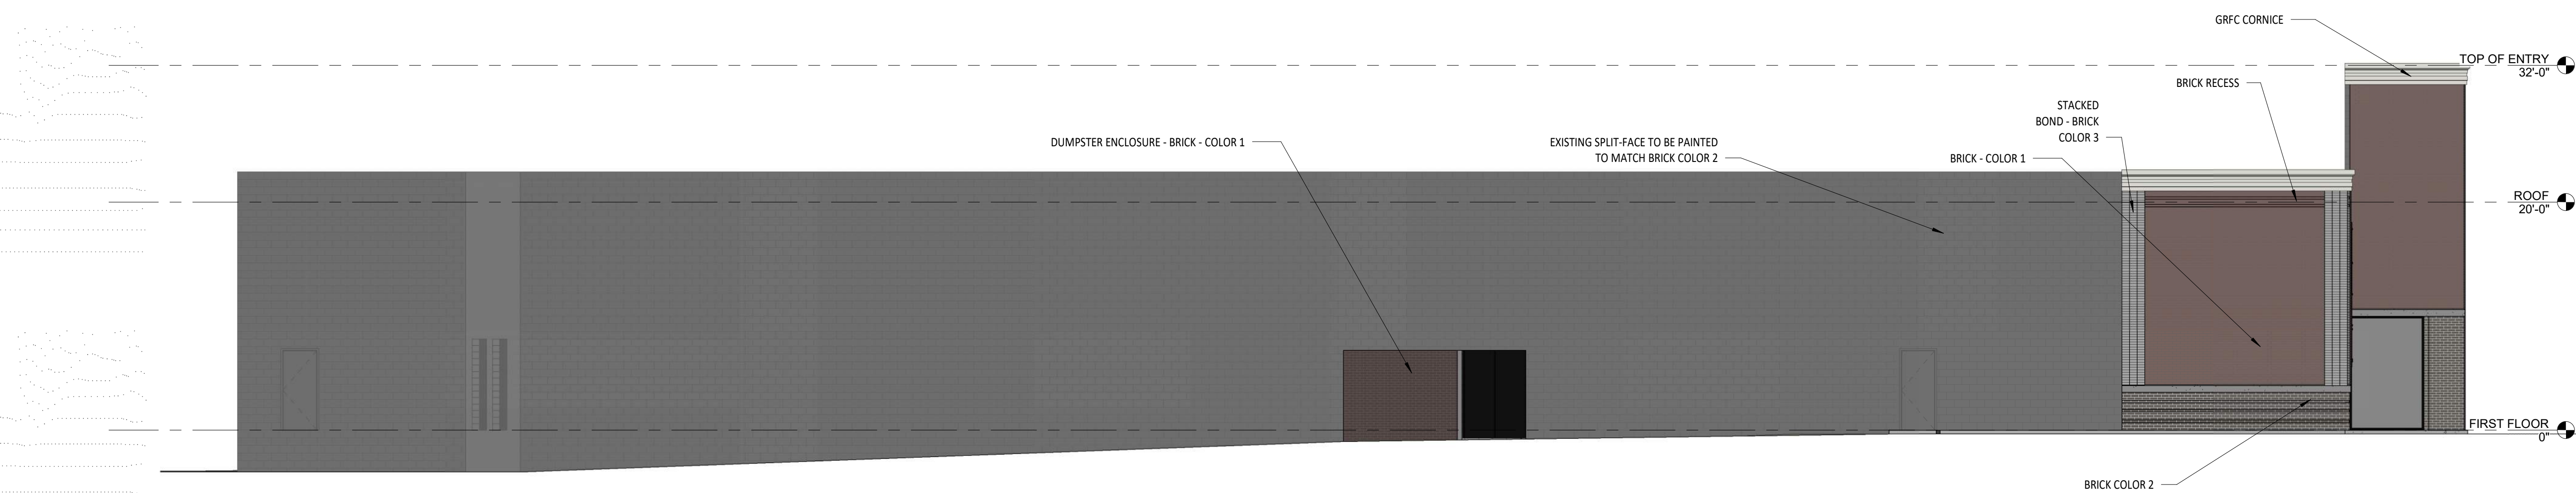 GRFC CORNICE
TOP OF ENTRY
32'-0"
BRICK RECESS
STACKED
BOND - BRICK
COLOR 3
DUMPSTER ENCLOSURE - BRICK - COLOR 1
EXISTING SPLIT-FACE TO BE PAINTED
TO MATCH BRICK COLOR 2
BRICK - COLOR 1
ROOF
20'-0"
FIRST FLOOR
0"
BRICK COLOR 2